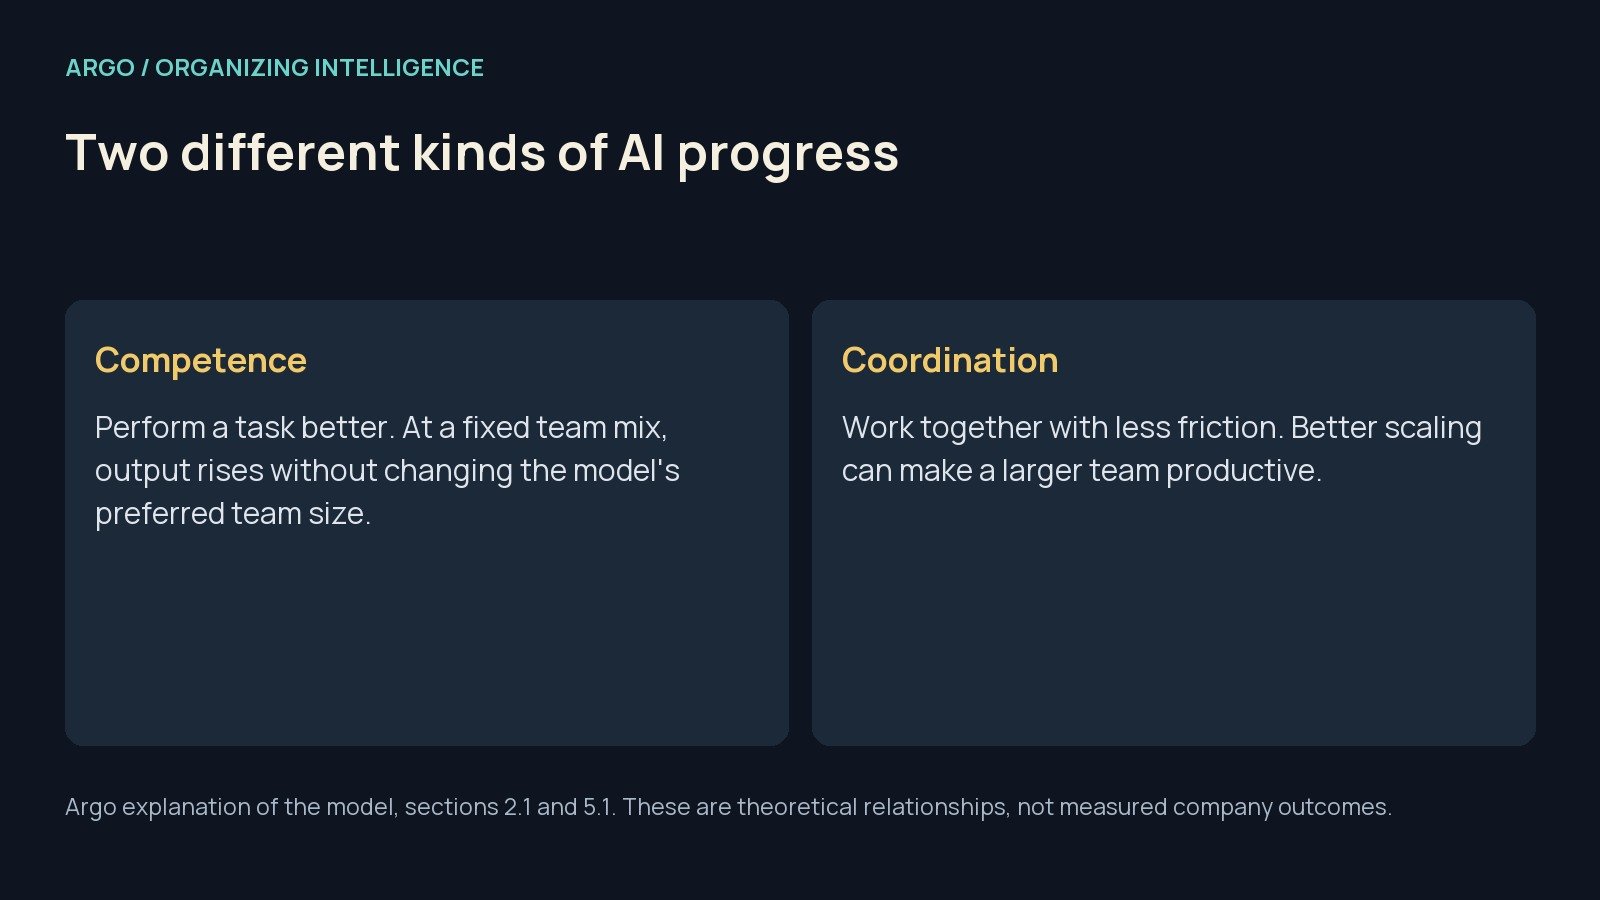 ARGO / ORGANIZING INTELLIGENCE
Two different kinds of AI progress
Competence
Perform a task better. At a fixed team mix,
output rises without changing the model's
preferred team size.
Coordination
Work together with less friction. Better scaling
can make a larger team productive.
Argo explanation of the model, sections 2.1 and 5.1. These are theoretical relationships, not measured company outcomes.